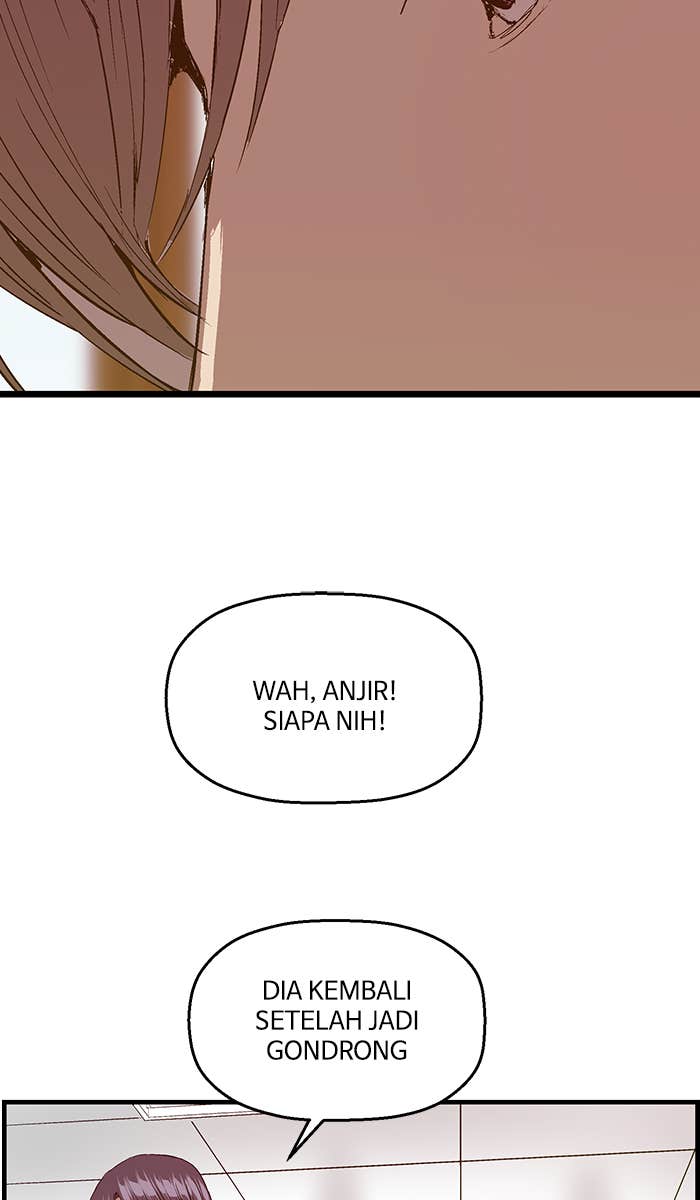 WAH, ANJIR!
SIAPA NIH!
DIA KEMBALI
SETELAH JADI
GONDRONG